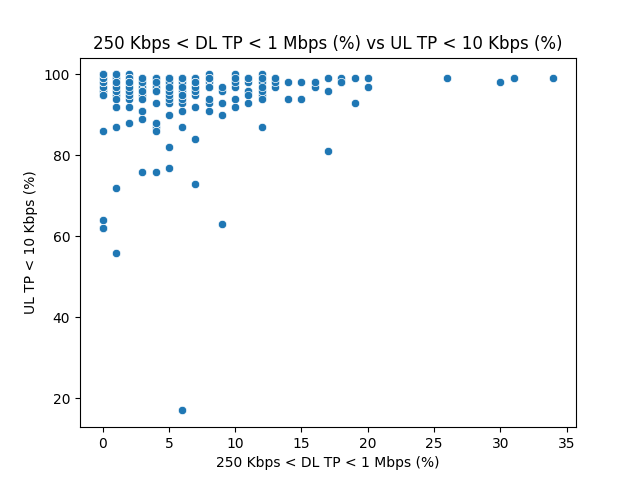 250 Kbps < DL TP < 1 Mbps (%) vs UL TP < 10 Kbps (%)
100
80
60
40
20
UL TP < 10 Kbps (%)
0 5 10 15 20 25 30 35
250 Kbps < DL TP < 1 Mbps (%)